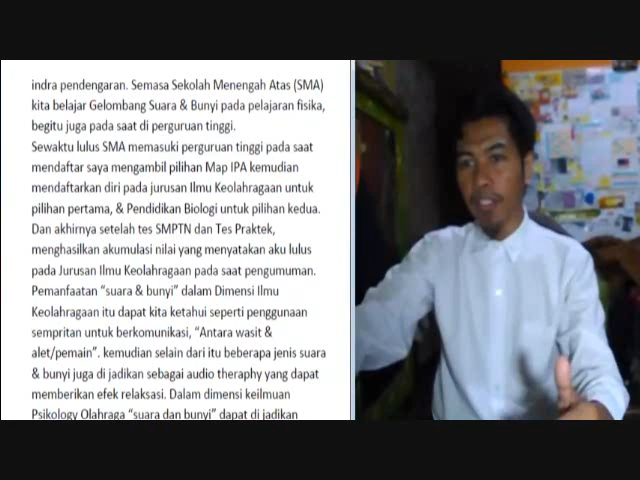 indra pendengaran. Semasa Sekolah Menengah Atas (SMA)
kita belajar Gelombang Suara & Bunyi pada pelajaran fisika,
begitu juga pada saat di perguruan tinggi.
Sewaktu lulus SMA memasuki perguruan tinggi pada saat
mendaftar saya mengambil pilihan Map IPA kemudian
mendaftarkan diri pada jurusan Ilmu Keolahragaan untuk
pilihan pertama, & Pendidikan Biologi untuk pilihan kedua.
Dan akhirnya setelah tes SMPTN dan Tes Praktek,
menghasilkan akumulasi nilai yang menyatakan aku lulus
pada Jurusan Ilmu Keolahragaan pada saat pengumuman.
Pemanfaatan “suara & bunyi” dalam Dimensi Ilmu
Keolahragaan itu dapat kita ketahui seperti penggunaan
sempritan untuk berkomunikasi, “Antara wasit &
alet/pemain”. kemudian selain dari itu beberapa jenis suara
& bunyi juga di jadikan sebagai audio theraphy yang dapat
memberikan efek relaksasi. Dalam dimensi keilmuan
Psikology Olahraga “suara dan bunyi” dapat di jadikan